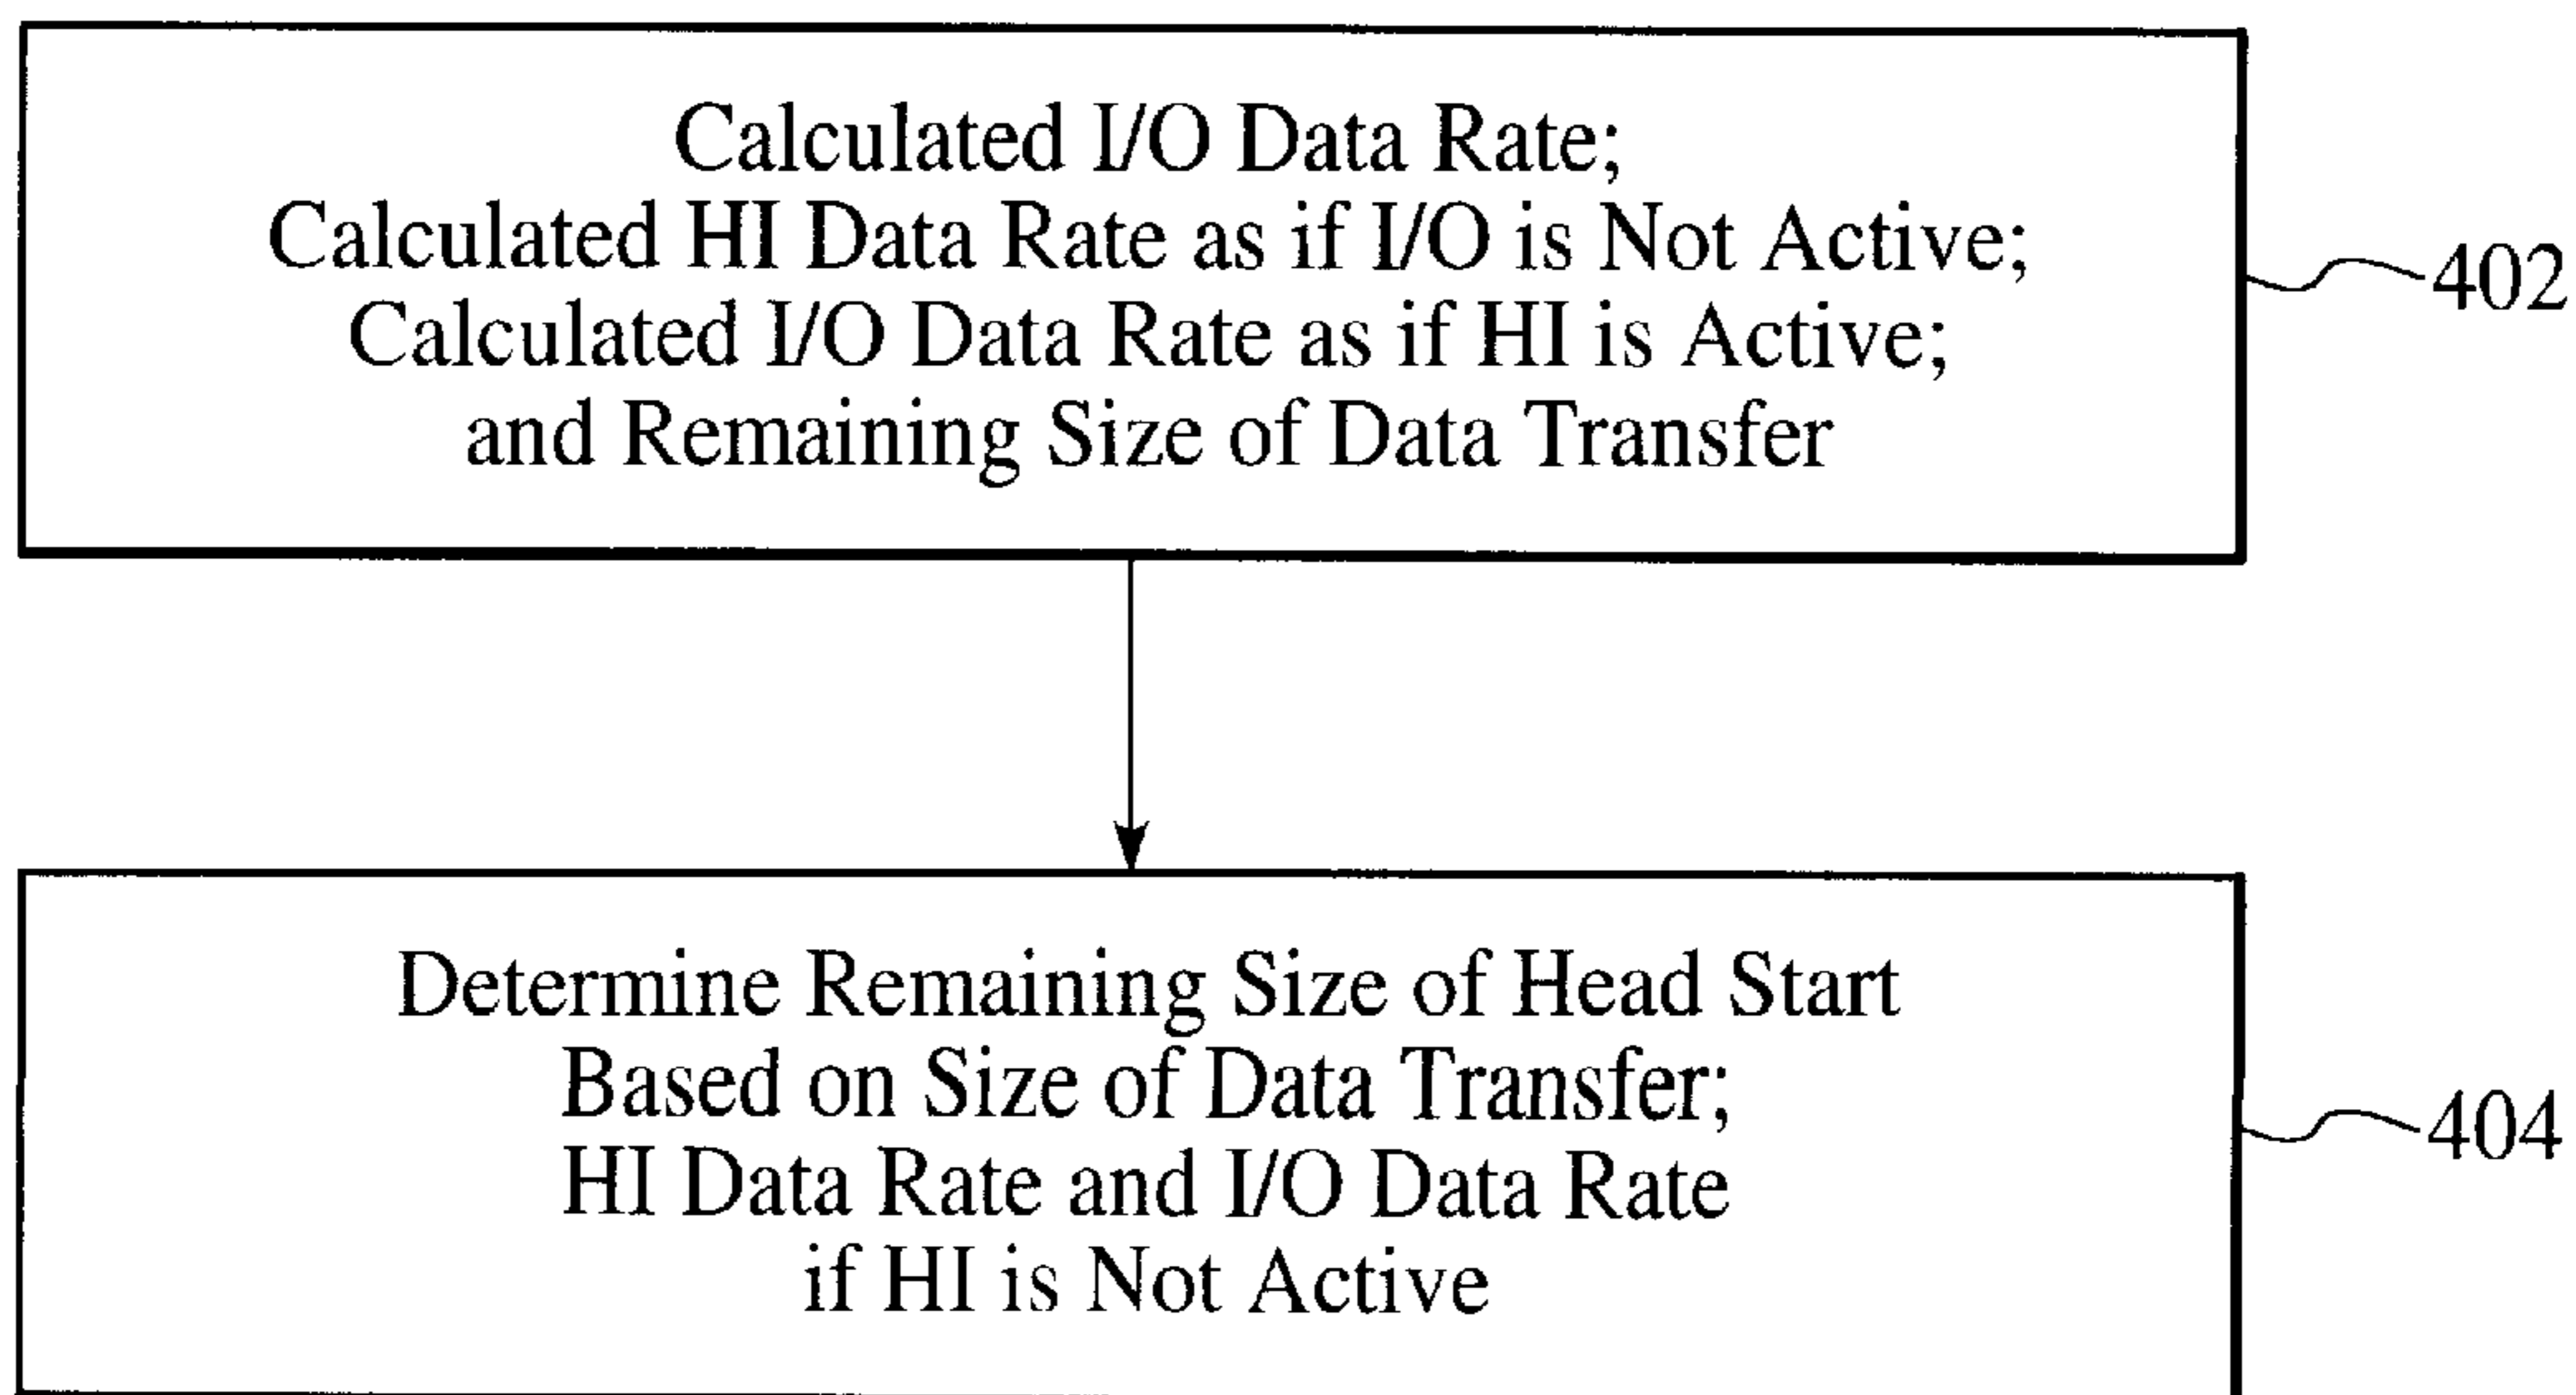 Calculated I/O Data Rate;
Calculated HI Data Rate as if I/O is Not Active;
Calculated I/O Data Rate as if HI is Active;
and Remaining Size of Data Transfer
402
Determine Remaining Size of Head Start
Based on Size of Data Transfer;
HI Data Rate and I/O Data Rate
if HI is Not Active
404